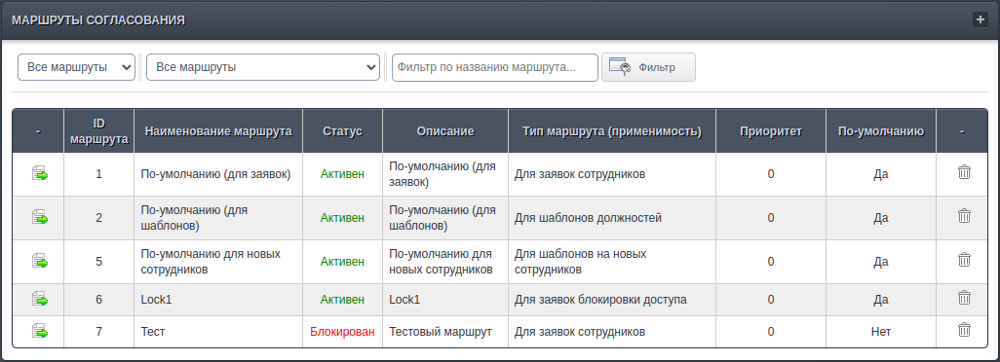 МАРШРУТЫ СОГЛАСОВАНИЯ +
Все маршруты Все маршруты Фильтр по названию маршрута... Фильтр
- ID маршрута Наименование маршрута Статус Описание Тип маршрута (применимость) Приоритет По-умолчанию -
1 По-умолчанию (для заявок) Активен По-умолчанию (для заявок) Для заявок сотрудников 0 Да
2 По-умолчанию (для шаблонов) Активен По-умолчанию (для шаблонов) Для шаблонов должностей 0 Да
5 По-умолчанию для новых сотрудников Активен По-умолчанию для новых сотрудников Для шаблонов на новых сотрудников 0 Да
6 Lock1 Активен Lock1 Для заявок блокировки доступа 0 Да
7 Тест Блокирован Тестовый маршрут Для заявок сотрудников 0 Нет